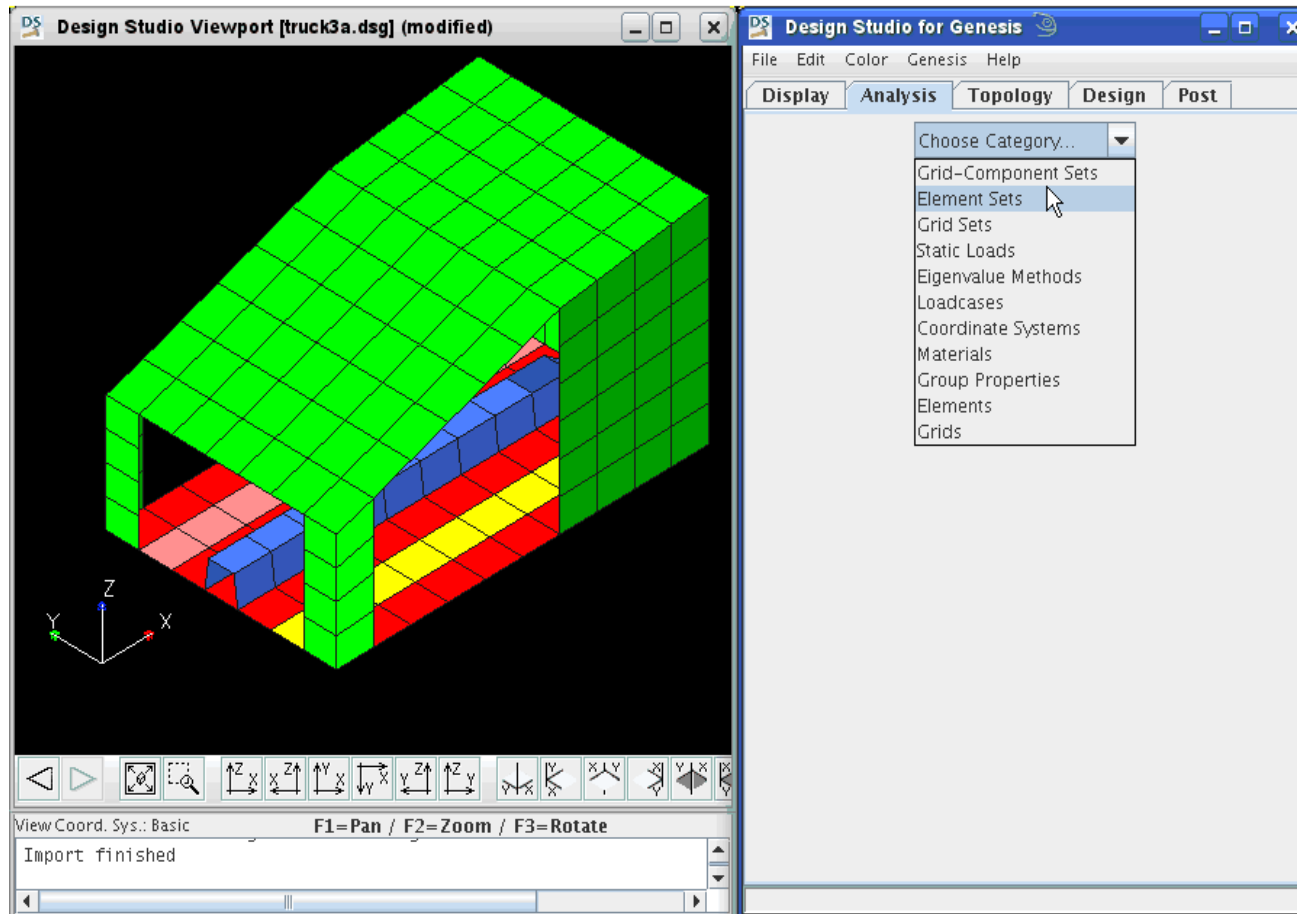 DS Design Studio Viewport [truck3a.dsg] (modified)
Z
Y
X
Z X X Z Y X Y X Y Z Z Y
View Coord. Sys.: Basic F1=Pan / F2=Zoom / F3=Rotate
Import finished
DS Design Studio for Genesis
File Edit Color Genesis Help
Display Analysis Topology Design Post
Choose Category...
Grid-Component Sets
Element Sets
Grid Sets
Static Loads
Eigenvalue Methods
Loadcases
Coordinate Systems
Materials
Group Properties
Elements
Grids